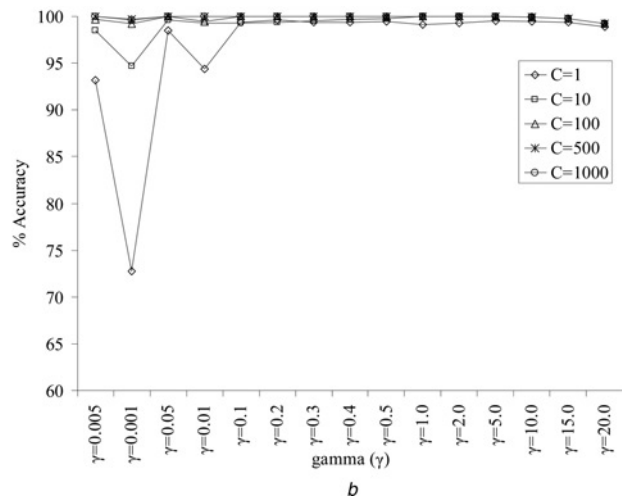 100
95
90
85
80
75
70
65
60
% Accuracy
C=1
C=10
C=100
C=500
C=1000
γ=0.005
γ=0.001
γ=0.05
γ=0.01
γ=0.1
γ=0.2
γ=0.3
γ=0.4
γ=0.5
γ=1.0
γ=2.0
γ=5.0
γ=10.0
γ=15.0
γ=20.0
gamma (γ)
b